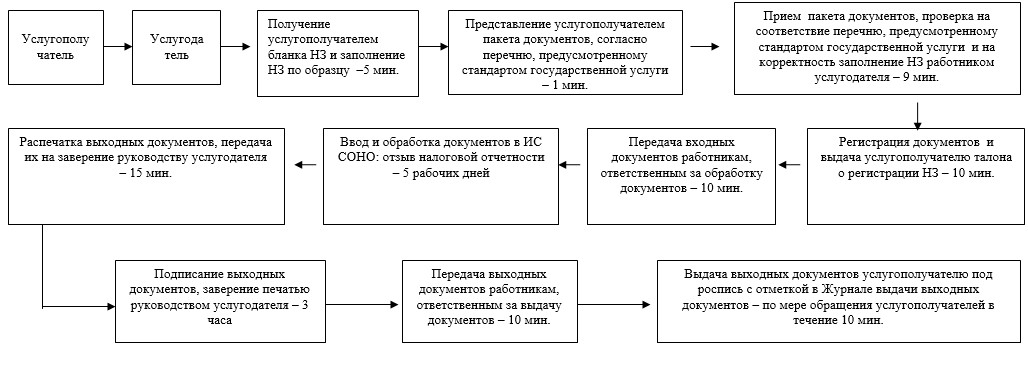 Услугополу
чатель
Услугода
тель
Получение
услугополучателем
бланка НЗ и заполнение
НЗ по образцу –5 мин.
Представление услугополучателем
пакета документов, согласно
перечню, предусмотренному
стандартом государственной услуги
– 1 мин.
Прием пакета документов, проверка на
соответствие перечню, предусмотренному
стандартом государственной услуги и на
корректность заполнение НЗ работником
услугодателя – 9 мин.
Регистрация документов и
выдача услугополучателю талона
о регистрации НЗ – 10 мин.
Передача входных
документов работникам,
ответственным за обработку
документов – 10 мин.
Ввод и обработка документов в ИС
СОНО: отзыв налоговой отчетности
– 5 рабочих дней
Распечатка выходных документов, передача
их на заверение руководству услугодателя
– 15 мин.
Подписание выходных
документов, заверение печатью
руководством услугодателя – 3
часа
Передача выходных
документов работникам,
ответственным за выдачу
документов – 10 мин.
Выдача выходных документов услугополучателю под
роспись с отметкой в Журнале выдачи выходных
документов – по мере обращения услугополучателей в
течение 10 мин.